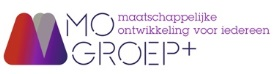 MO
GROEP+
maatschappelijke
ontwikkeling voor iedereen